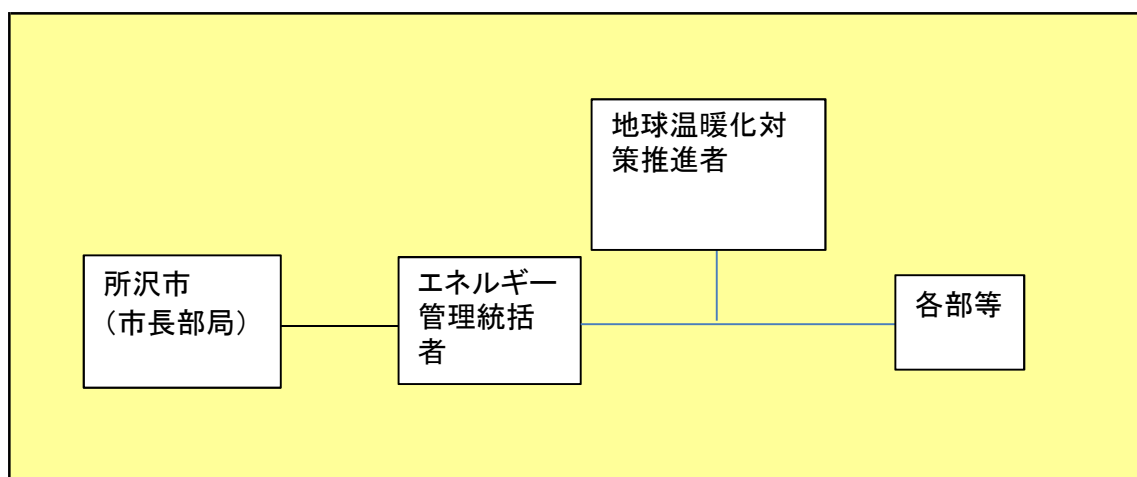 地球温暖化対
策推進者
所沢市
（市長部局）
エネルギー
管理統括
者
各部等